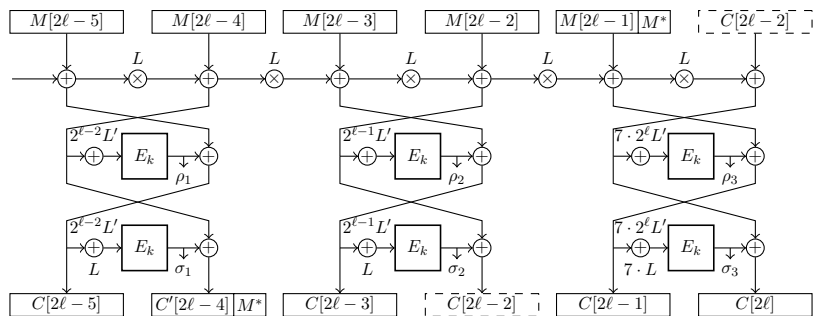 M[2ℓ − 5] M[2ℓ − 4] M[2ℓ − 3] M[2ℓ − 2] M[2ℓ − 1] M* C[2ℓ − 2]
L L L L L
2^{ℓ−2}L′ 2^{ℓ−1}L′ 7 · 2^ℓL′
E_k E_k E_k
ρ_1 ρ_2 ρ_3
2^{ℓ−2}L′ 2^{ℓ−1}L′ 7 · 2^ℓL′
E_k E_k E_k
L σ_1 L σ_2 7 · L σ_3
C[2ℓ − 5] C′[2ℓ − 4] M* C[2ℓ − 3] C[2ℓ − 2] C[2ℓ − 1] C[2ℓ]